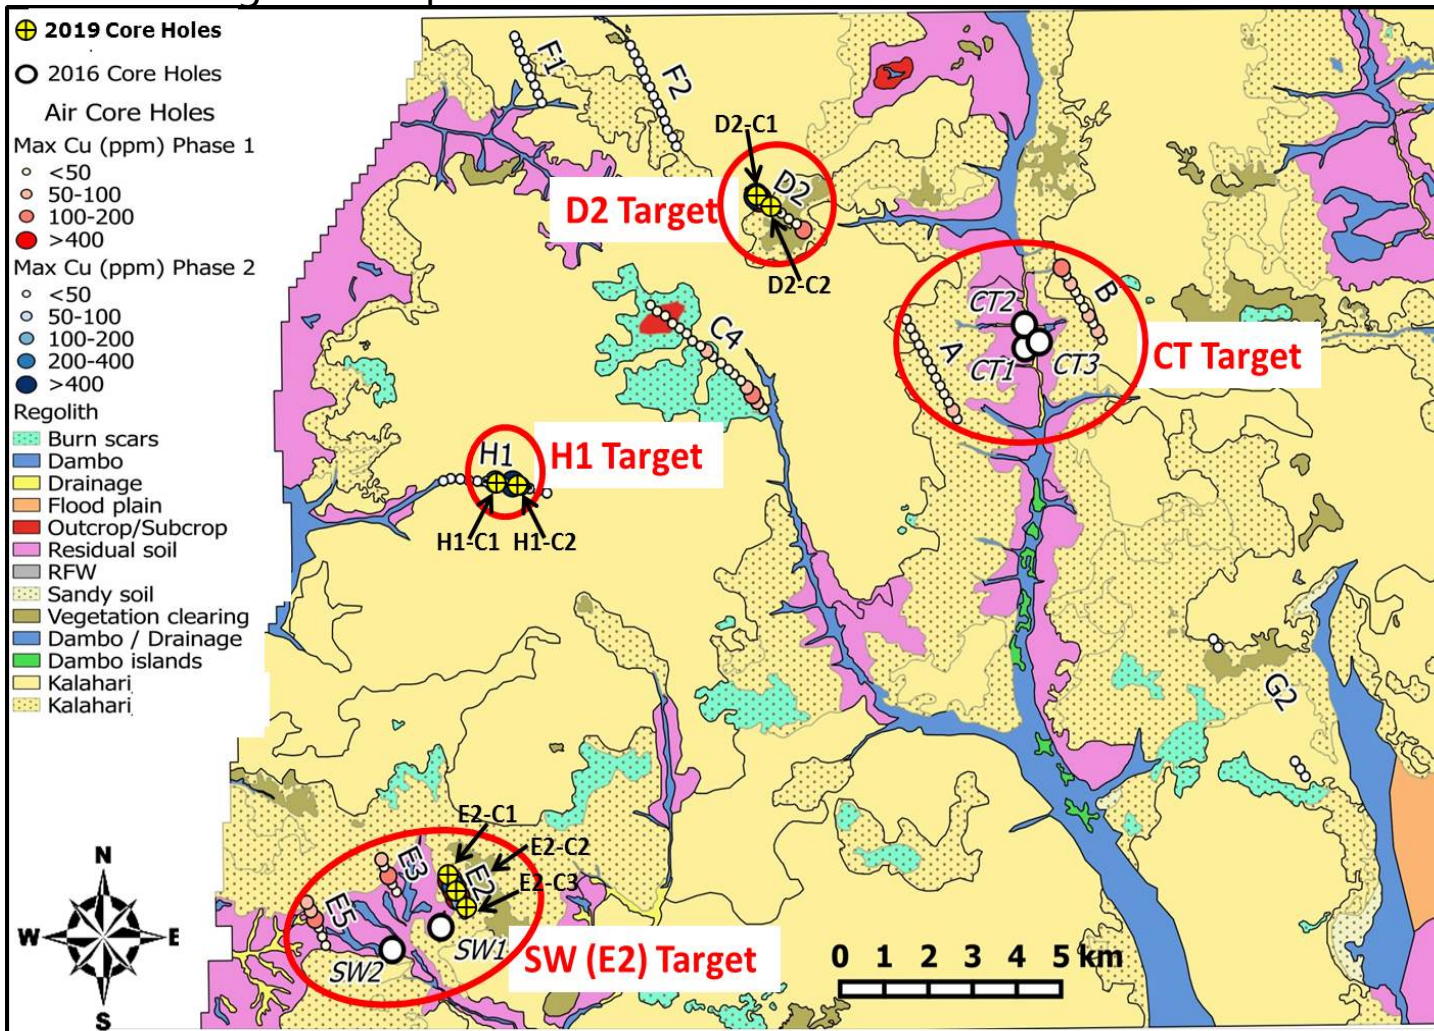 2019 Core Holes
2016 Core Holes
Air Core Holes
Max Cu (ppm) Phase 1
<50
50-100
100-200
>400
Max Cu (ppm) Phase 2
<50
50-100
100-200
200-400
>400
Regolith
Burn scars
Dambo
Drainage
Flood plain
Outcrop/Subcrop
Residual soil
RFW
Sandy soil
Vegetation clearing
Dambo / Drainage
Dambo islands
Kalahari
Kalahari
F1
F2
D2-C1
D2
D2 Target
D2-C2
B
CT2
A
CT1
CT3
CT Target
C4
H1
H1 Target
H1-C1 H1-C2
G2
E2-C1
E2-C2
E3
E2
E2-C3
E5
SW1
SW2
SW (E2) Target
N
W
E
S
0 1 2 3 4 5 km